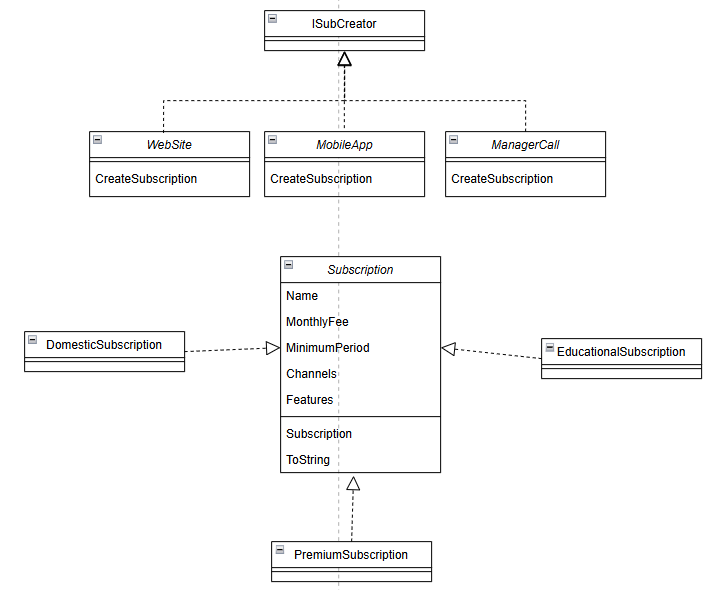 ISubCreator
WebSite
MobileApp
ManagerCall
CreateSubscription
CreateSubscription
CreateSubscription
Subscription
Name
MonthlyFee
MinimumPeriod
Channels
Features
Subscription
ToString
DomesticSubscription
EducationalSubscription
PremiumSubscription